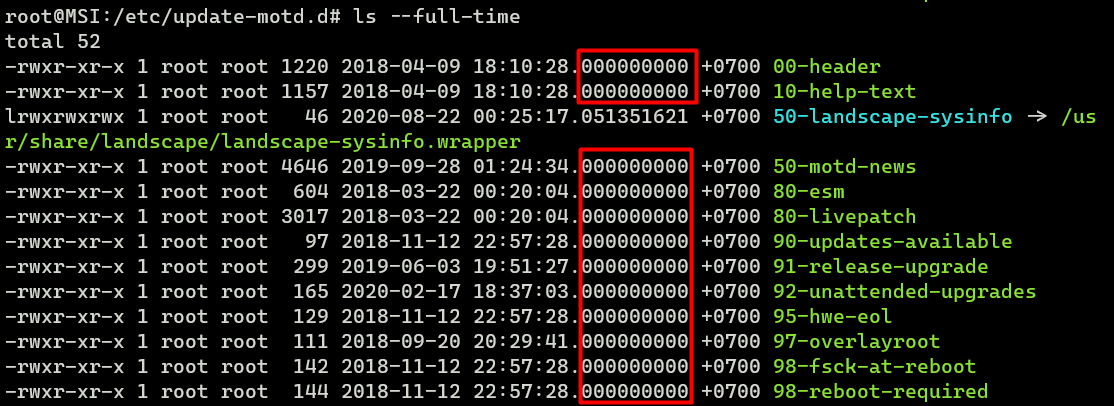 root@MSI:/etc/update-motd.d# ls --full-time
total 52
-rwxr-xr-x 1 root root 1220 2018-04-09 18:10:28.000000000 +0700 00-header
-rwxr-xr-x 1 root root 1157 2018-04-09 18:10:28.000000000 +0700 10-help-text
lrwxrwxrwx 1 root root   46 2020-08-22 00:25:17.051351621 +0700 50-landscape-sysinfo -> /us
r/share/landscape/landscape-sysinfo.wrapper
-rwxr-xr-x 1 root root 4646 2019-09-28 01:24:34.000000000 +0700 50-motd-news
-rwxr-xr-x 1 root root  604 2018-03-22 00:20:04.000000000 +0700 80-esm
-rwxr-xr-x 1 root root 3017 2018-03-22 00:20:04.000000000 +0700 80-livepatch
-rwxr-xr-x 1 root root   97 2018-11-12 22:57:28.000000000 +0700 90-updates-available
-rwxr-xr-x 1 root root  299 2019-06-03 19:51:27.000000000 +0700 91-release-upgrade
-rwxr-xr-x 1 root root  165 2020-02-17 18:37:03.000000000 +0700 92-unattended-upgrades
-rwxr-xr-x 1 root root  129 2018-11-12 22:57:28.000000000 +0700 95-hwe-eol
-rwxr-xr-x 1 root root  111 2018-09-20 20:29:41.000000000 +0700 97-overlayroot
-rwxr-xr-x 1 root root  142 2018-11-12 22:57:28.000000000 +0700 98-fsck-at-reboot
-rwxr-xr-x 1 root root  144 2018-11-12 22:57:28.000000000 +0700 98-reboot-required